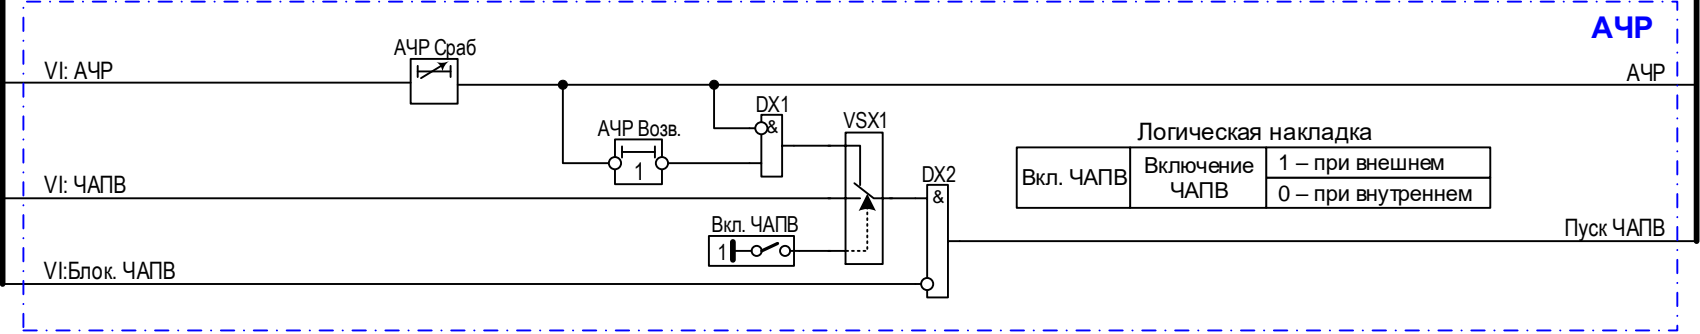 АЧР
АЧР Сраб
VI: АЧР
АЧР
DX1
&
АЧР Возв.
1
VSX1
Логическая накладка
Вкл. ЧАПВ
Включение
ЧАПВ
1 – при внешнем
0 – при внутреннем
VI: ЧАПВ
DX2
&
Вкл. ЧАПВ
1
Пуск ЧАПВ
VI:Блок. ЧАПВ